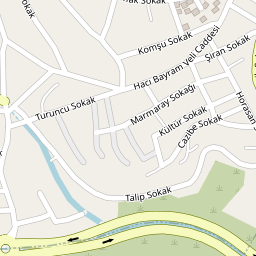 Sokak
Sokak
Komşu Sokak
Hacı Bayram Veli Caddesi
Şiran Sokak
Turuncu Sokak
Marmaray Sokağı
Horasan
Kültür Sokak
Cazibe Sokak
Talip Sokak